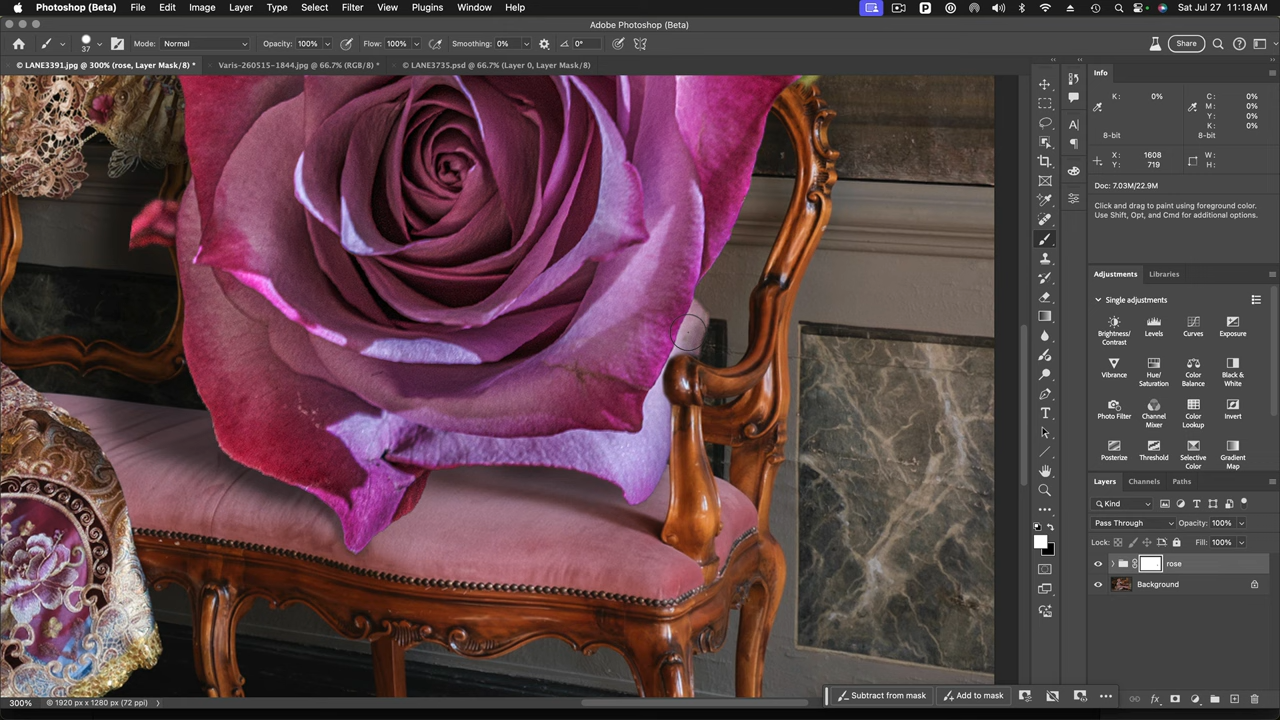 Photoshop (Beta) File Edit Image Layer Type Select Filter View Plugins Window Help Sat Jul 27 11:18 AM
Adobe Photoshop (Beta)
37 Mode: Normal Opacity: 100% Flow: 100% Smoothing: 0% 0° Share
© LANE3391.jpg @ 300% (rose, Layer Mask/8) * Varis-260515-1844.jpg @ 66.7% (RGB/8) * © LANE3735.psd @ 66.7% (Layer 0, Layer Mask/8)
Info
K: 0% C: 0%
M: 0%
Y: 0%
K: 0%
8-bit 8-bit
X: 1608 W:
Y: 719 H:
Doc: 7.03M/22.9M
Click and drag to paint using foreground color.
Use Shift, Opt, and Cmd for additional options.
Adjustments Libraries
Single adjustments
Brightness/
Contrast Levels Curves Exposure
Vibrance Hue/
Saturation Color
Balance Black &
White
Photo Filter Channel
Mixer Color
Lookup Invert
Posterize Threshold Selective
Color Gradient
Map
Layers Channels Paths
Kind
Pass Through Opacity: 100%
Lock: Fill: 100%
rose
Background
Subtract from mask Add to mask
300% © 1920 px x 1280 px (72 ppi)